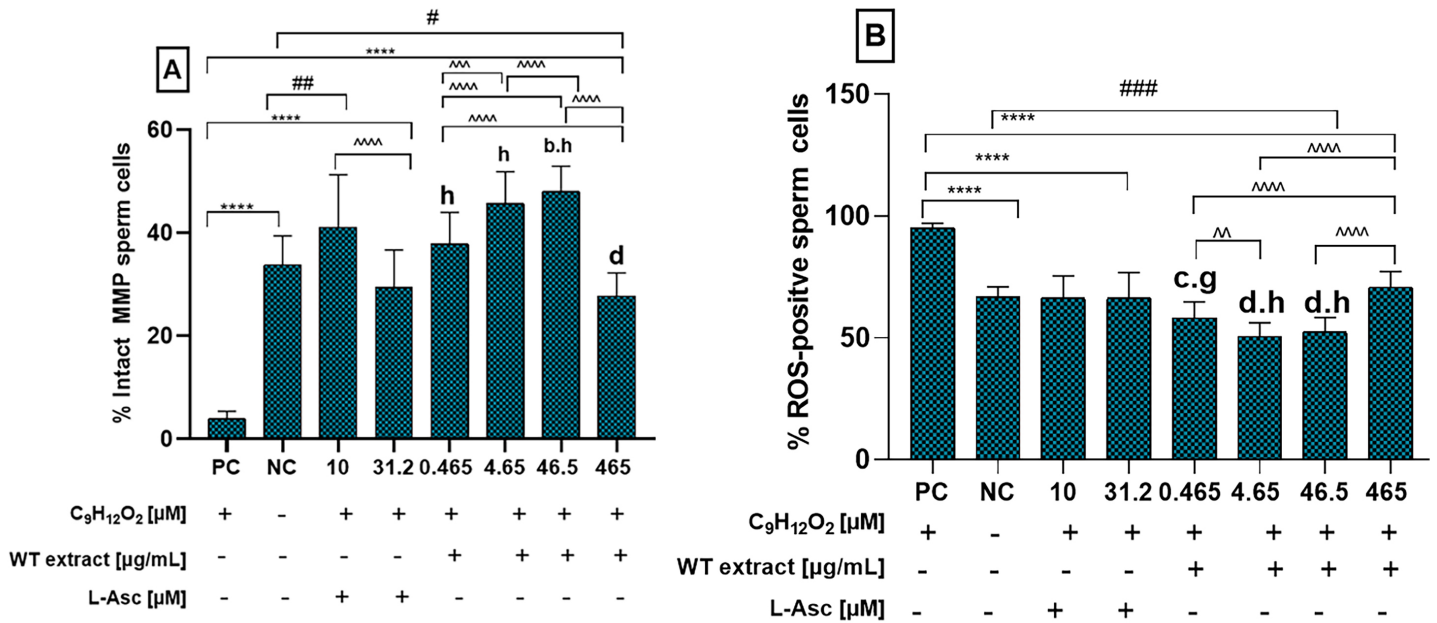 A
#
****
^^^
^^^^
##
^^^^
^^^^
****
^^^^
^^^^
****
h
h
b.h
d
% Intact MMP sperm cells
60
40
20
0
PC NC 10 31.2 0.465 4.65 46.5 465
C₉H₁₂O₂ [µM] + - + + + + + +
WT extract [µg/mL] - - - - + + + +
L-Asc [µM] - - + + - - - -
B
###
****
^^^^
****
^^^^
****
^^
^^^^
c.g
d.h
d.h
% ROS-positve sperm cells
150
100
50
0
PC NC 10 31.2 0.465 4.65 46.5 465
C₉H₁₂O₂ [µM] + - + + + + + +
WT extract [µg/mL] - - - - + + + +
L-Asc [µM] - - + + - - - -